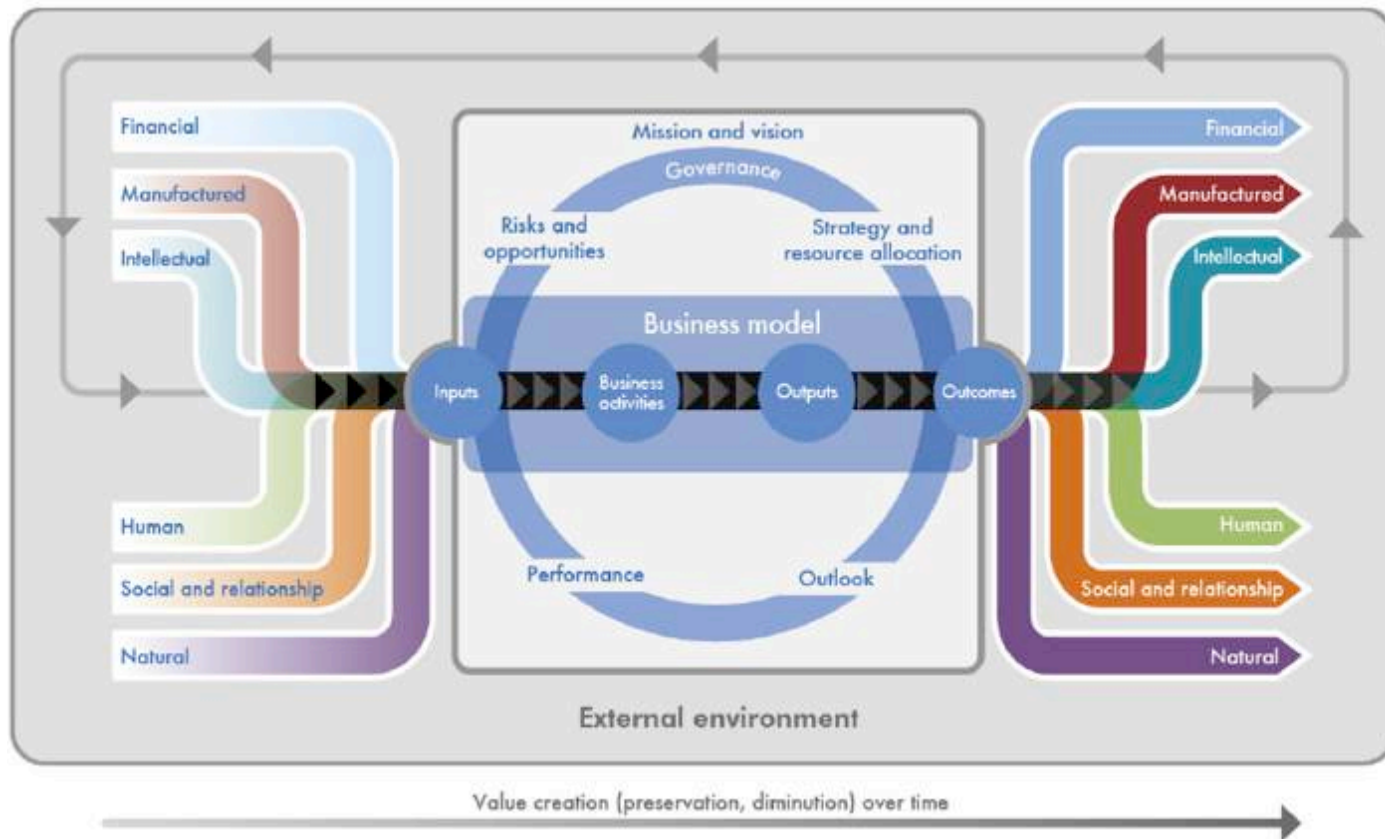 Financial
Manufactured
Intellectual
Human
Social and relationship
Natural
Mission and vision
Governance
Risks and
opportunities
Strategy and
resource allocation
Business model
Inputs
Business
activities
Outputs
Outcomes
Performance
Outlook
Financial
Manufactured
Intellectual
Human
Social and relationship
Natural
External environment
Value creation (preservation, diminution) over time